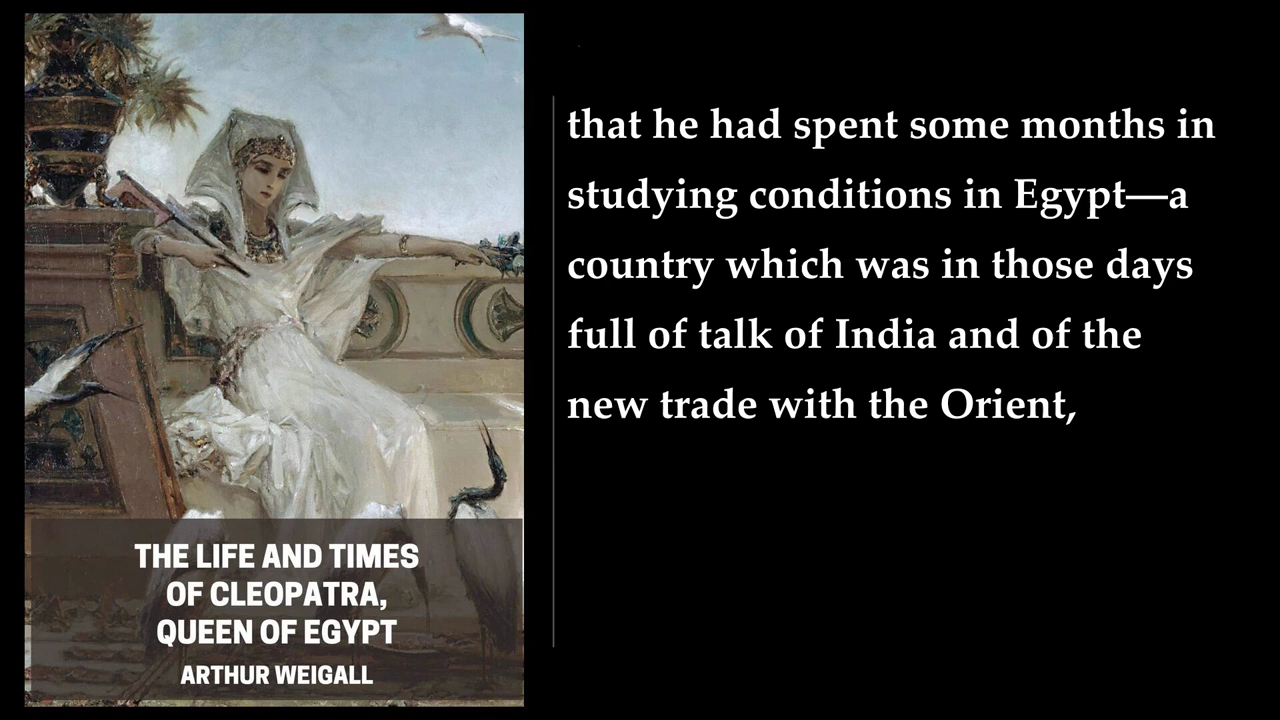 that he had spent some months in
studying conditions in Egypt—a
country which was in those days
full of talk of India and of the
new trade with the Orient,
THE LIFE AND TIMES
OF CLEOPATRA,
QUEEN OF EGYPT
ARTHUR WEIGALL